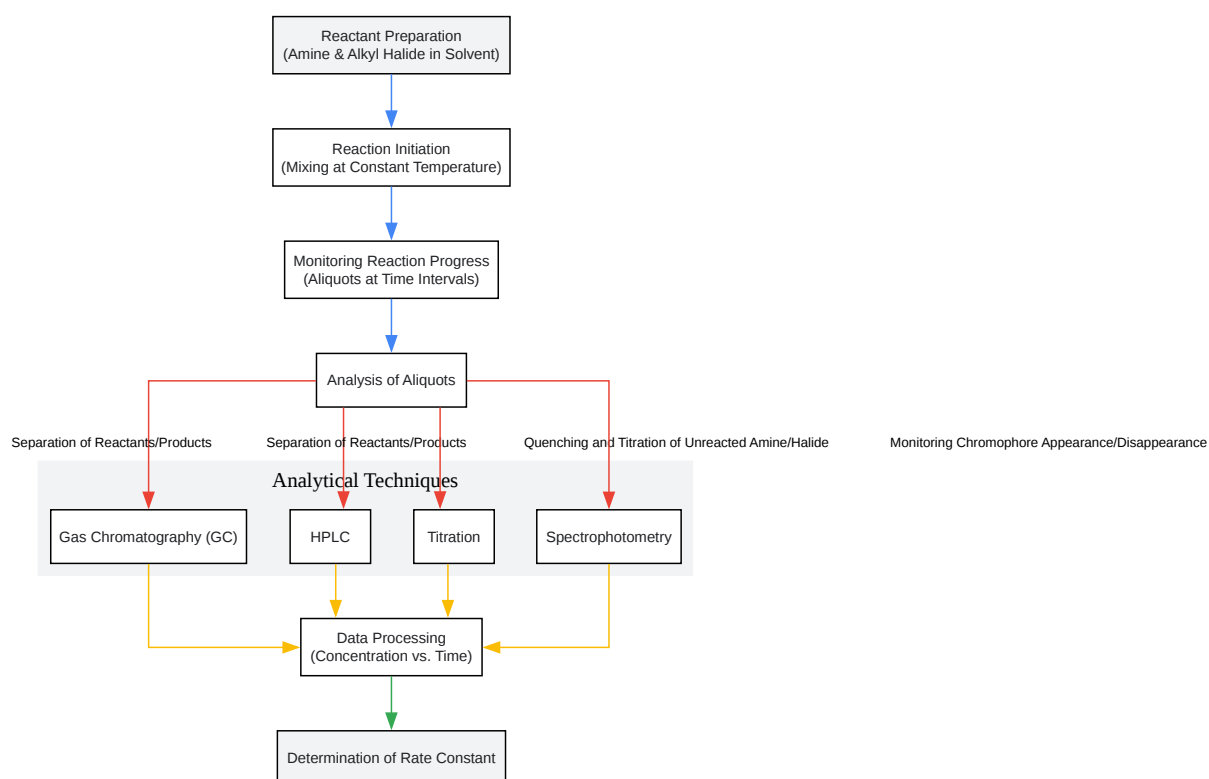 Reactant Preparation
(Amine & Alkyl Halide in Solvent)
Reaction Initiation
(Mixing at Constant Temperature)
Monitoring Reaction Progress
(Aliquots at Time Intervals)
Analysis of Aliquots
Separation of Reactants/Products
Separation of Reactants/Products
Quenching and Titration of Unreacted Amine/Halide
Monitoring Chromophore Appearance/Disappearance
Analytical Techniques
Gas Chromatography (GC)
HPLC
Titration
Spectrophotometry
Data Processing
(Concentration vs. Time)
Determination of Rate Constant